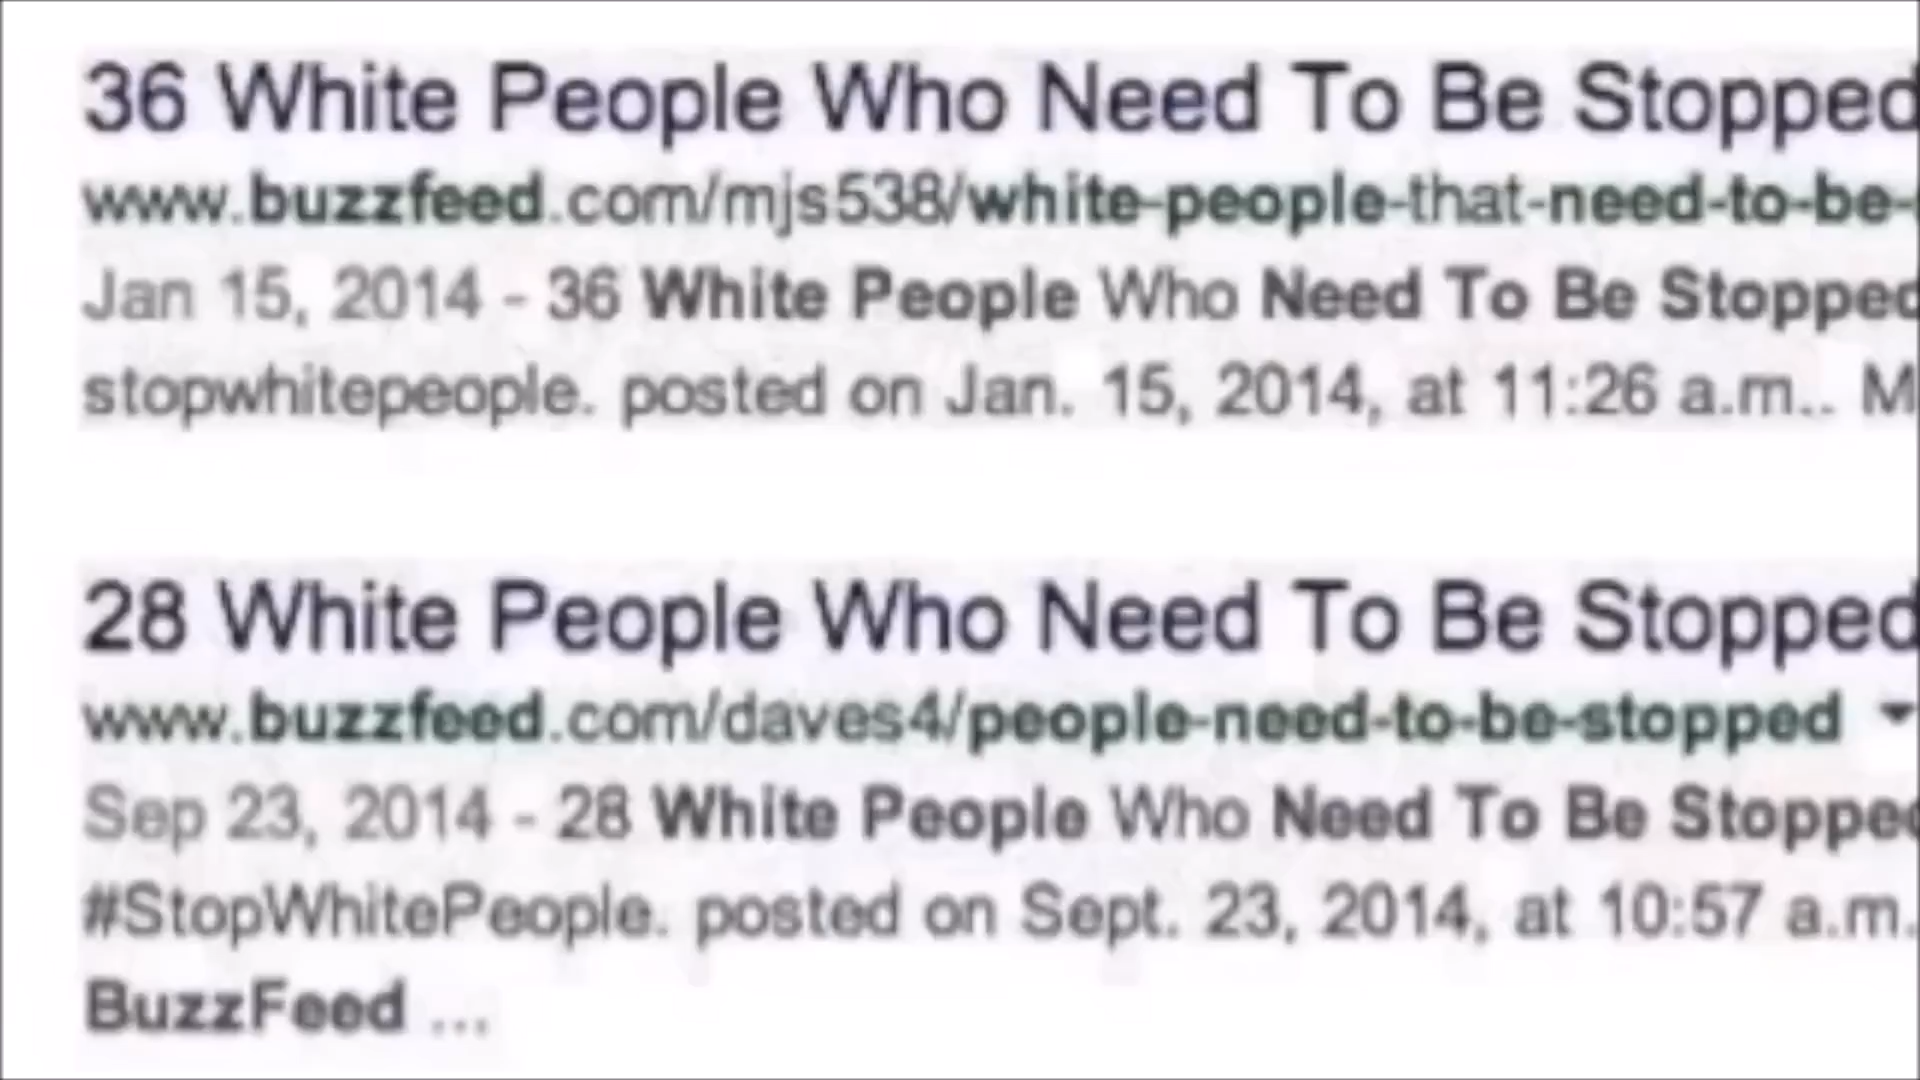 36 White People Who Need To Be Stopped
www.buzzfeed.com/mjs538/white-people-that-need-to-be-
Jan 15, 2014 - 36 White People Who Need To Be Stopped
stopwhitepeople. posted on Jan. 15, 2014, at 11:26 a.m.. M
28 White People Who Need To Be Stopped
www.buzzfeed.com/daves4/people-need-to-be-stopped
Sep 23, 2014 - 28 White People Who Need To Be Stopped
#StopWhitePeople. posted on Sept. 23, 2014, at 10:57 a.m.
BuzzFeed ...